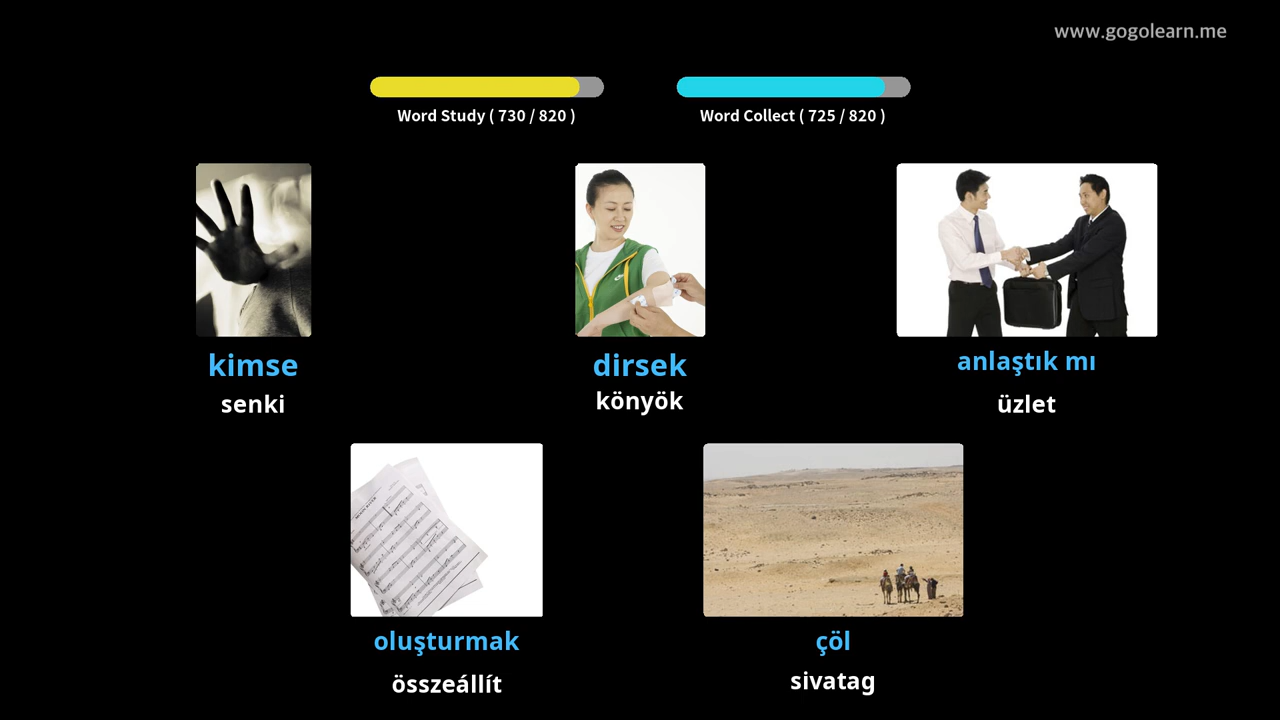 www.gogolearn.me
Word Study ( 730 / 820 )
Word Collect ( 725 / 820 )
kimse
senki
dirsek
könyök
anlaştık mı
üzlet
oluşturmak
összeállít
çöl
sivatag